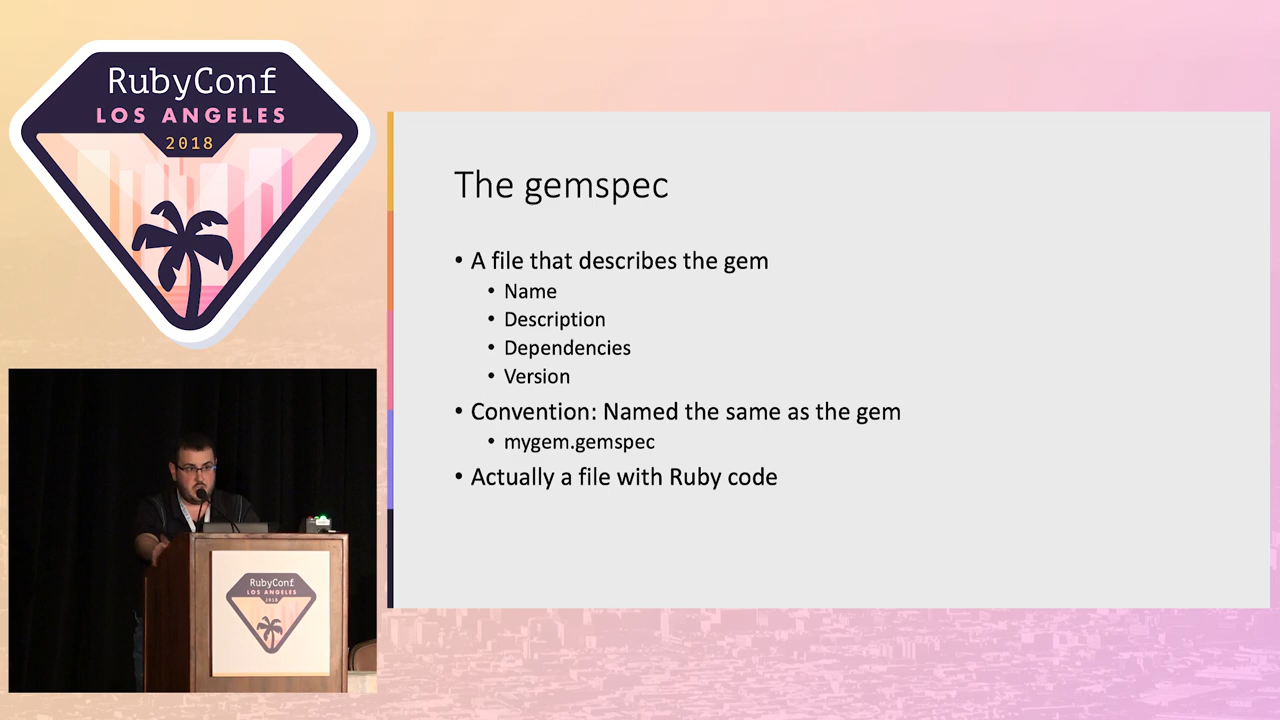 RubyConf
LOS ANGELES
2018
The gemspec
• A file that describes the gem
• Name
• Description
• Dependencies
• Version
• Convention: Named the same as the gem
• mygem.gemspec
• Actually a file with Ruby code
RubyConf
LOS ANGELES
2018